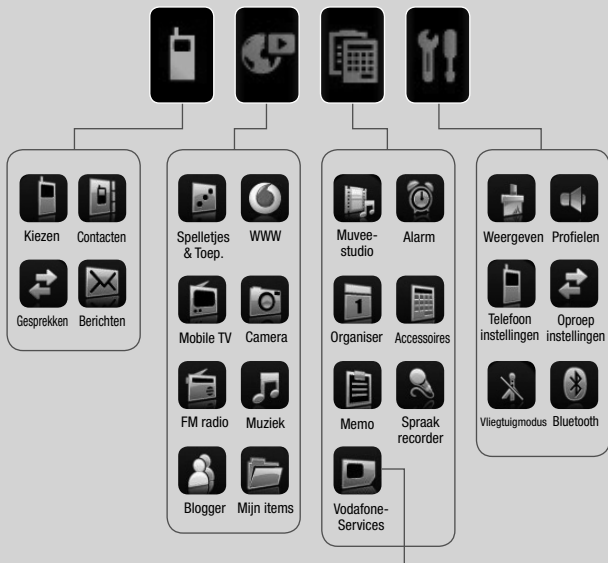 Kiezen
Contacten
Gesprekken
Berichten
Spelletjes
& Toep.
WWW
Mobile TV
Camera
FM radio
Muziek
Blogger
Mijn items
Muvee-
studio
Alarm
1
Organiser
Accessoires
Memo
Spraak
recorder
Vodafone-
Services
Weergeven
Profielen
Telefoon
instellingen
Oproep
instellingen
Vliegtuigmodus
Bluetooth